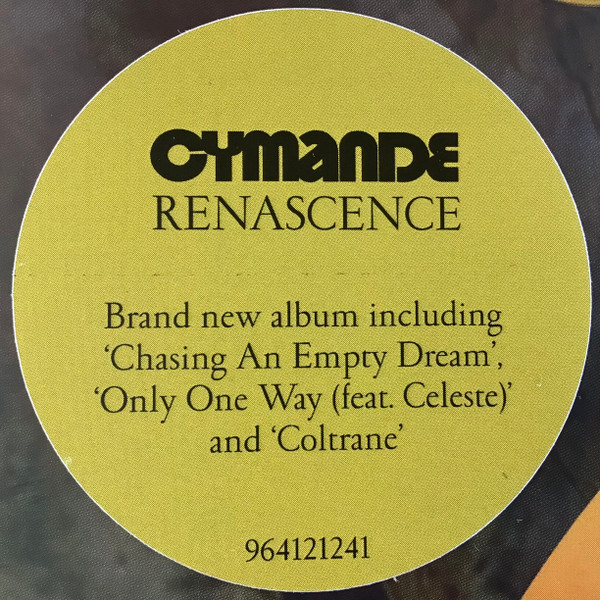 CYMANDE
RENASCENCE
Brand new album including
‘Chasing An Empty Dream’,
‘Only One Way (feat. Celeste)’
and ‘Coltrane’
964121241